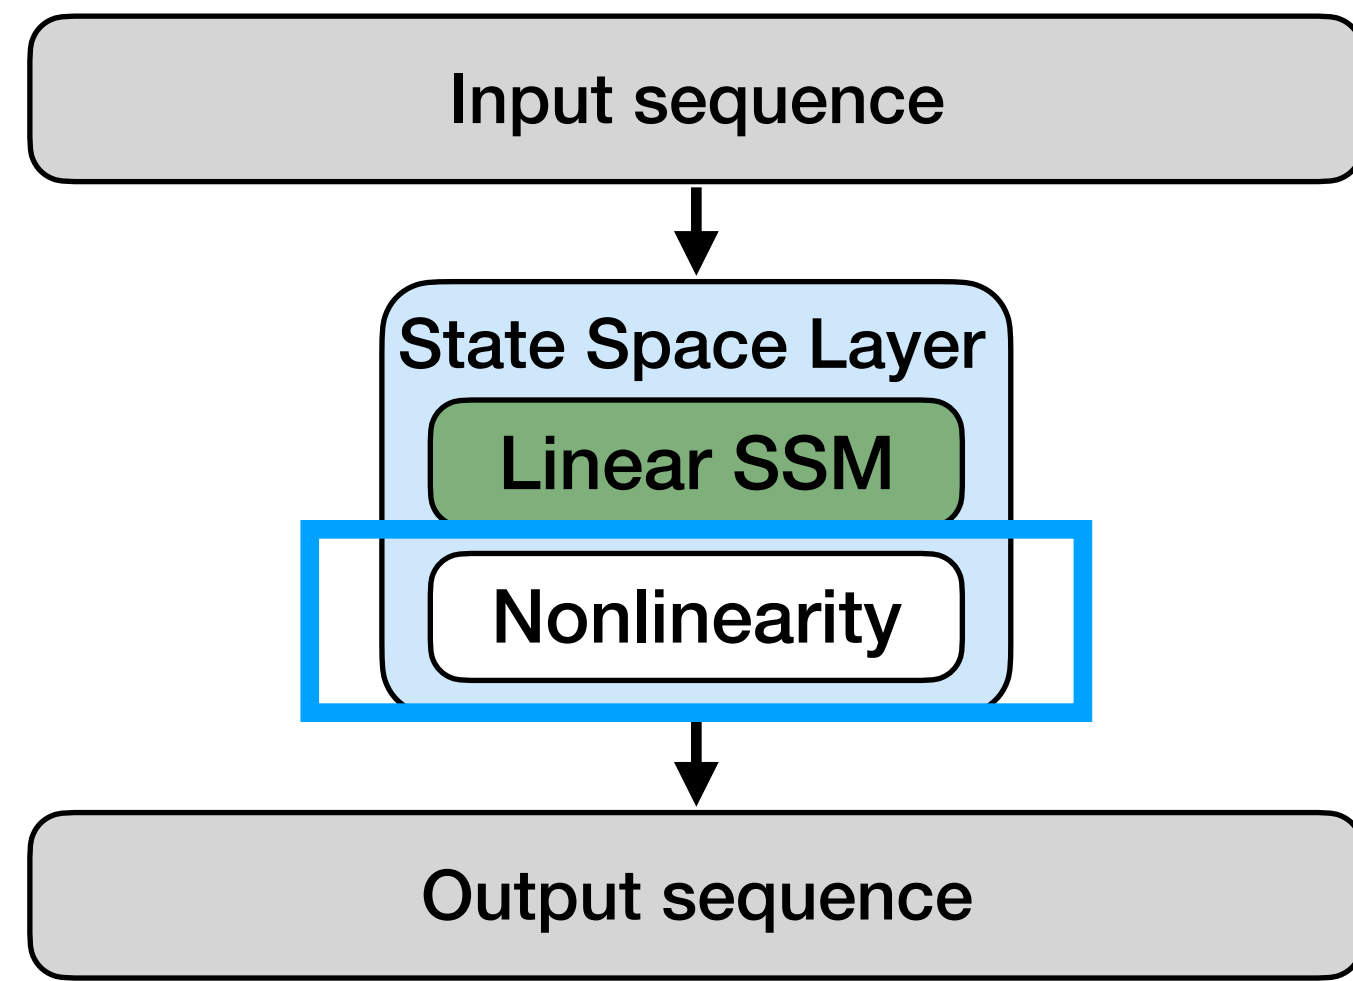 Input sequence
State Space Layer
Linear SSM
Nonlinearity
Output sequence